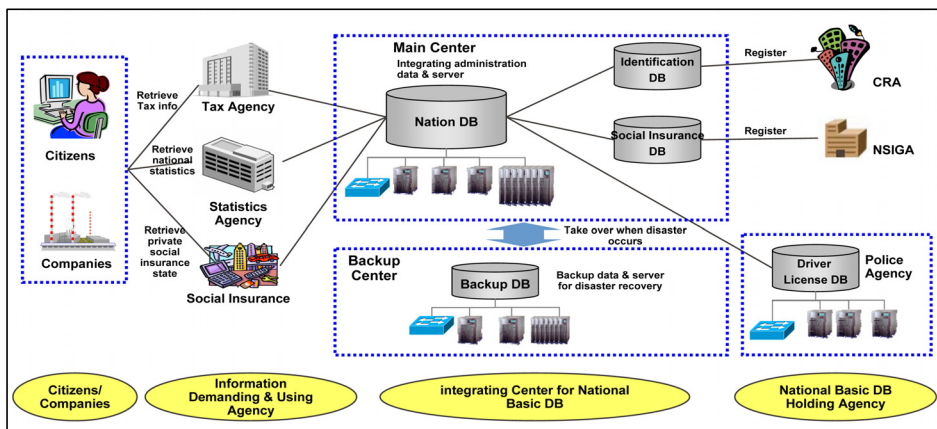 Main Center
Integrating administration
data & server
Nation DB
Identification
DB
Register
CRA
Social Insurance
DB
Register
NSIGA
Citizens
Companies
Retrieve
Tax info
Tax Agency
Retrieve
national
statistics
Statistics
Agency
Retrieve
private
social
insurance
state
Social Insurance
Take over when disaster
occurs
Backup
Center
Backup DB
Backup data & server
for disaster recovery
Driver
License DB
Police
Agency
Citizens/
Companies
Information
Demanding & Using
Agency
integrating Center for National
Basic DB
National Basic DB
Holding Agency